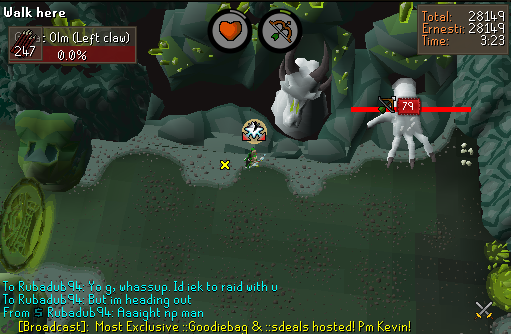 Walk here
Olm (Left claw)
247
0.0%
Total: 28149
Ernesti: 28149
Time: 3:23
79
To Rubadub94: Yo g, whassup. Id iek to raid with u
To Rubadub94: But im heading out
From S Rubadub94: Aaaight np man
[Broadcast]: Most Exclusive ::Goodiebag & ::sdeals hosted! Pm Kevin!